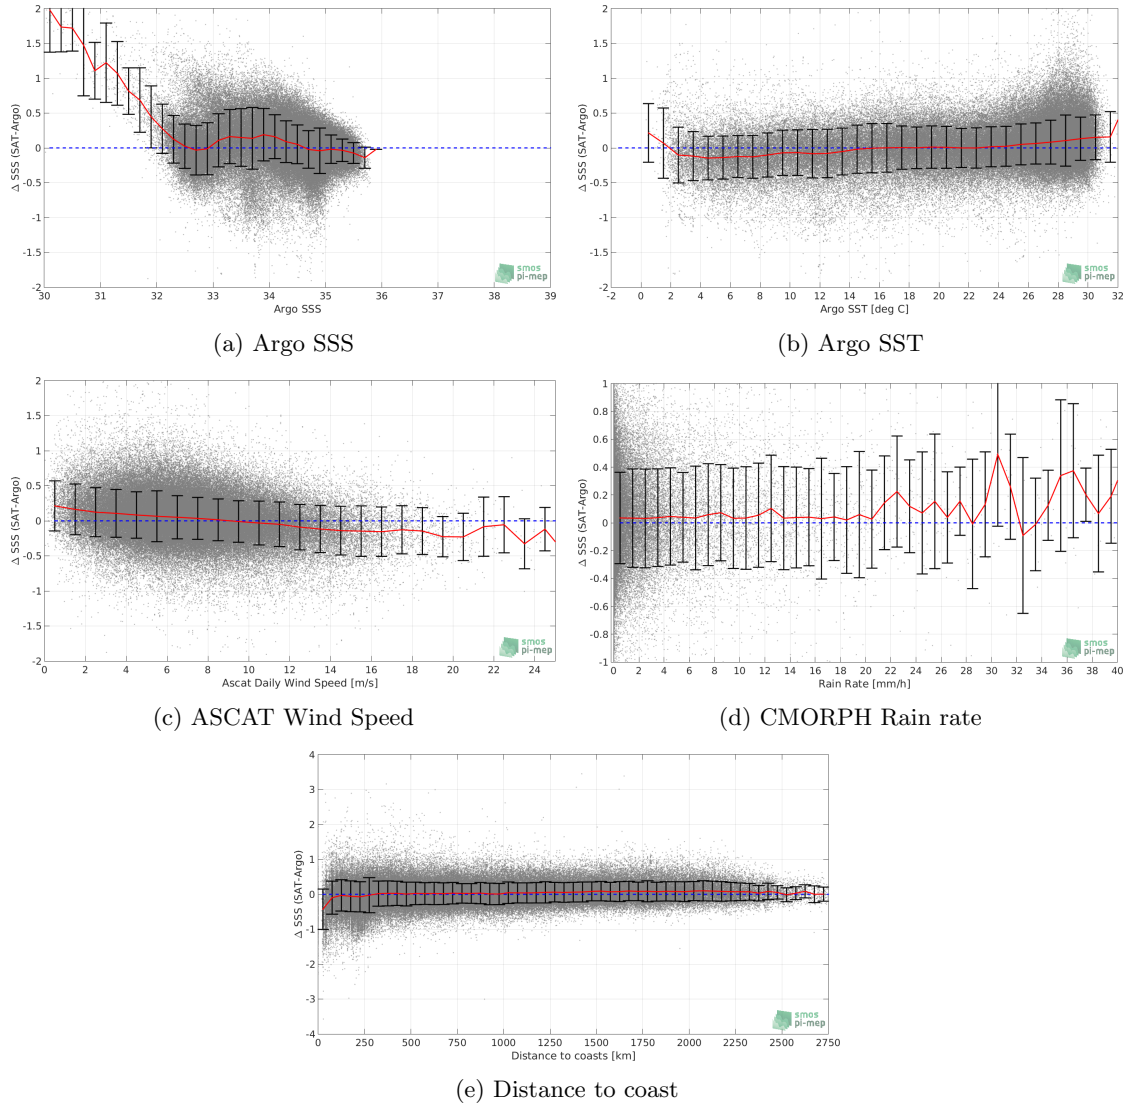 2
1.5
1
0.5
0
-0.5
-1
-1.5
-2
Δ SSS (SAT-Argo)
30 31 32 33 34 35 36 37 38 39
Argo SSS
smos
pi-mep
(a) Argo SSS
2
1.5
1
0.5
0
-0.5
-1
-1.5
-2
Δ SSS (SAT-Argo)
-2 0 2 4 6 8 10 12 14 16 18 20 22 24 26 28 30 32
Argo SST [deg C]
smos
pi-mep
(b) Argo SST
2
1.5
1
0.5
0
-0.5
-1
-1.5
-2
Δ SSS (SAT-Argo)
0 2 4 6 8 10 12 14 16 18 20 22 24
Ascat Daily Wind Speed [m/s]
smos
pi-mep
(c) ASCAT Wind Speed
1
0.8
0.6
0.4
0.2
0
-0.2
-0.4
-0.6
-0.8
-1
Δ SSS (SAT-Argo)
0 2 4 6 8 10 12 14 16 18 20 22 24 26 28 30 32 34 36 38 40
Rain Rate [mm/h]
smos
pi-mep
(d) CMORPH Rain rate
4
3
2
1
0
-1
-2
-3
-4
Δ SSS (SAT-Argo)
0 250 500 750 1000 1250 1500 1750 2000 2250 2500 2750
Distance to coasts [km]
smos
pi-mep
(e) Distance to coast